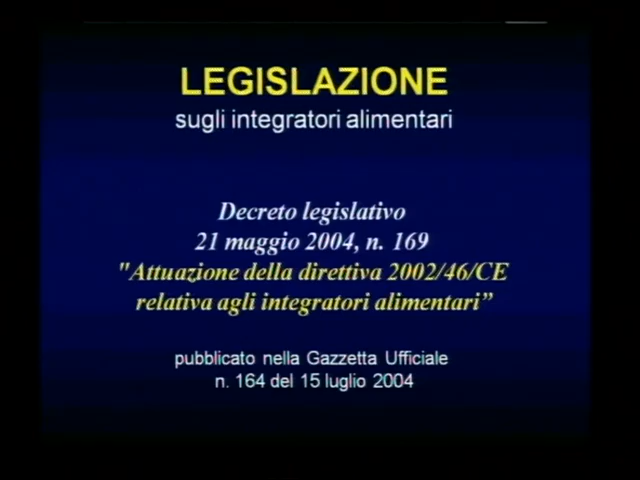 LEGISLAZIONE
sugli integratori alimentari
Decreto legislativo
21 maggio 2004, n. 169
"Attuazione della direttiva 2002/46/CE
relativa agli integratori alimentari”
pubblicato nella Gazzetta Ufficiale
n. 164 del 15 luglio 2004